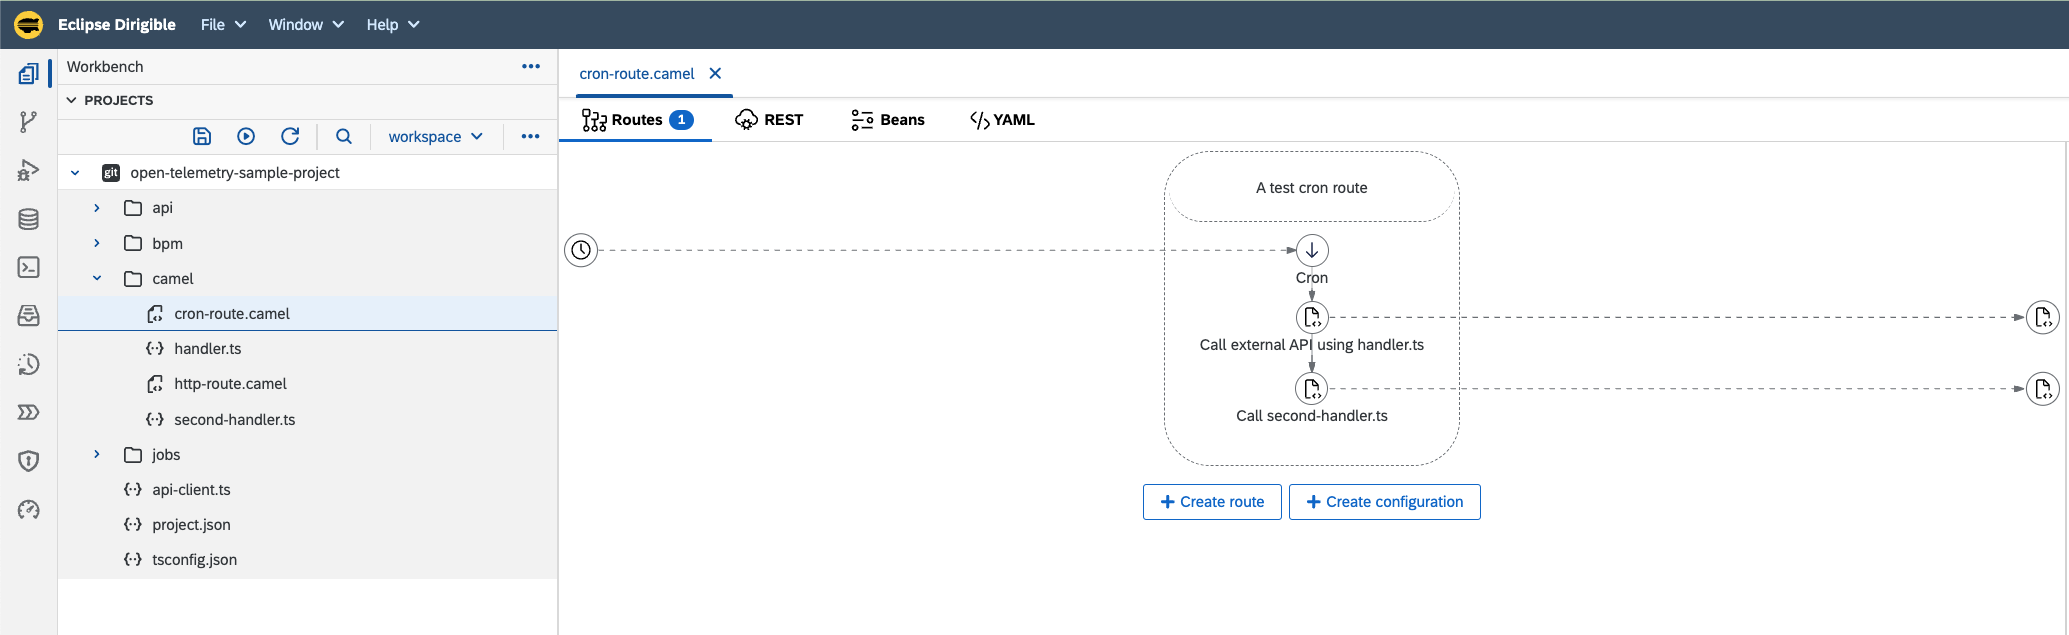 Eclipse Dirigible File Window Help
Workbench
PROJECTS
workspace
git open-telemetry-sample-project
api
bpm
camel
cron-route.camel
handler.ts
http-route.camel
second-handler.ts
jobs
api-client.ts
project.json
tsconfig.json
cron-route.camel
Routes 1 REST Beans YAML
A test cron route
Cron
Call external API using handler.ts
Call second-handler.ts
Create route Create configuration